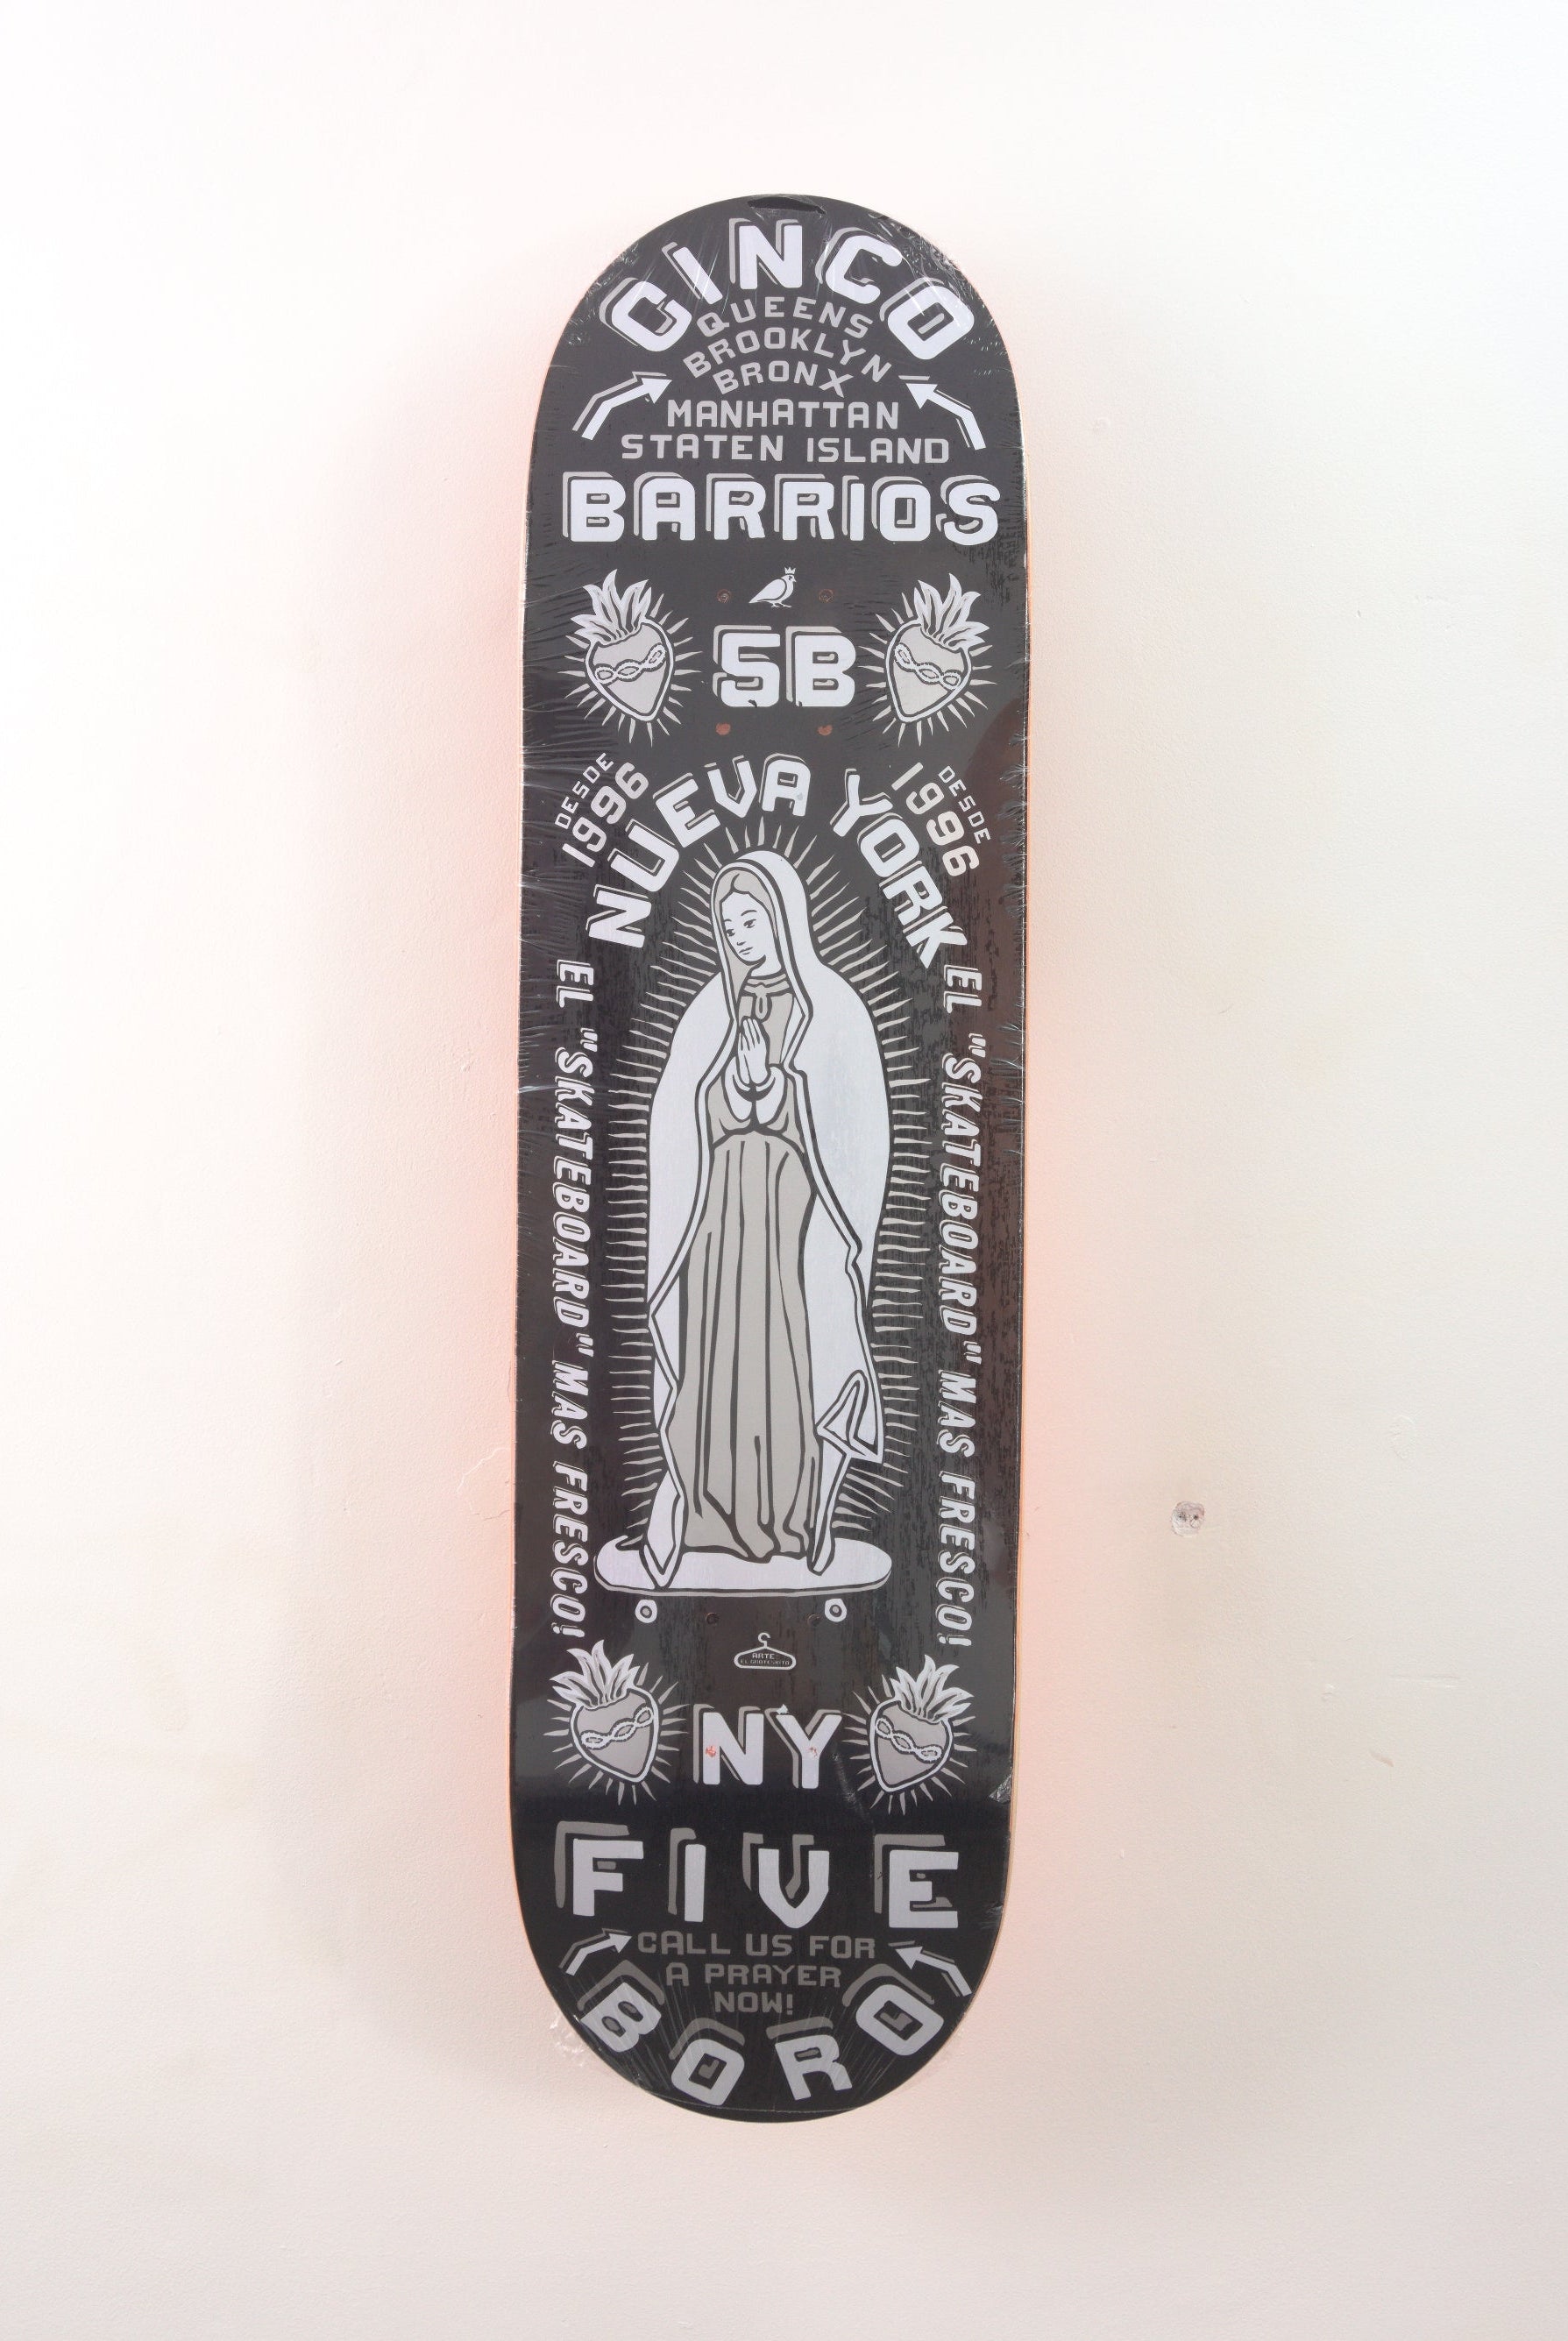 CINCO
QUEENS
BROOKLYN
BRONX
MANHATTAN
STATEN ISLAND
BARRIOS
5B
DESDE
1996
NUEVA YORK
DESDE
1996
EL "SKATEBOARD" MAS FRESCO!
EL "SKATEBOARD" MAS FRESCO!
ARTE
NY
FIVE
CALL US FOR
A PRAYER
NOW!
BORO